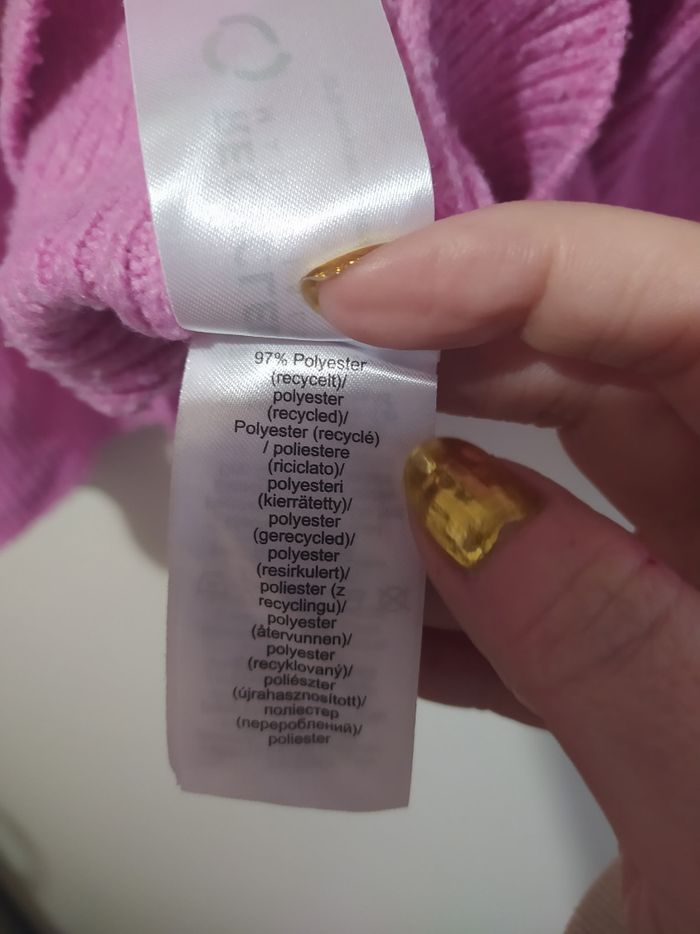 97% Polyester
(recycelt)/
polyester
(recycled)/
Polyester (recyclé)
/ poliestere
(riciclato)/
polyesteri
(kierrätetty)/
polyester
(gerecycled)/
polyester
(resirkulert)/
poliester (z
recyclingu)/
polyester
(återvunnen)/
polyester
(recyklovaný)/
poliészter
(újrahasznosított)/
поліестер
(перероблений)/
poliester